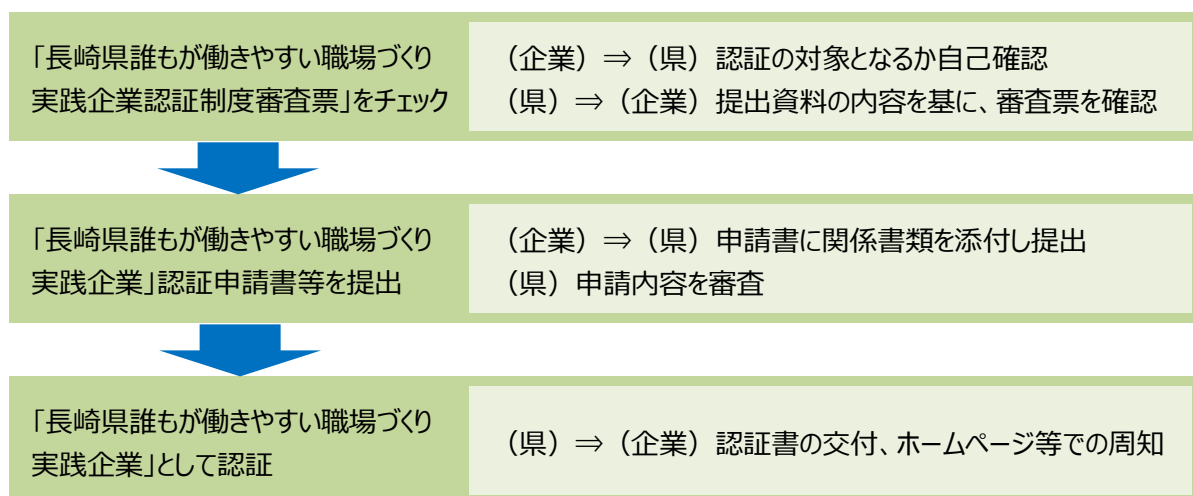 「長崎県誰もが働きやすい職場づくり
実践企業認証制度審査票」をチェック
（企業）⇒（県）認証の対象となるか自己確認
（県）⇒（企業）提出資料の内容を基に、審査票を確認
「長崎県誰もが働きやすい職場づくり
実践企業」認証申請書等を提出
（企業）⇒（県）申請書に関係書類を添付し提出
（県）申請内容を審査
「長崎県誰もが働きやすい職場づくり
実践企業」として認証
（県）⇒（企業）認証書の交付、ホームページ等での周知